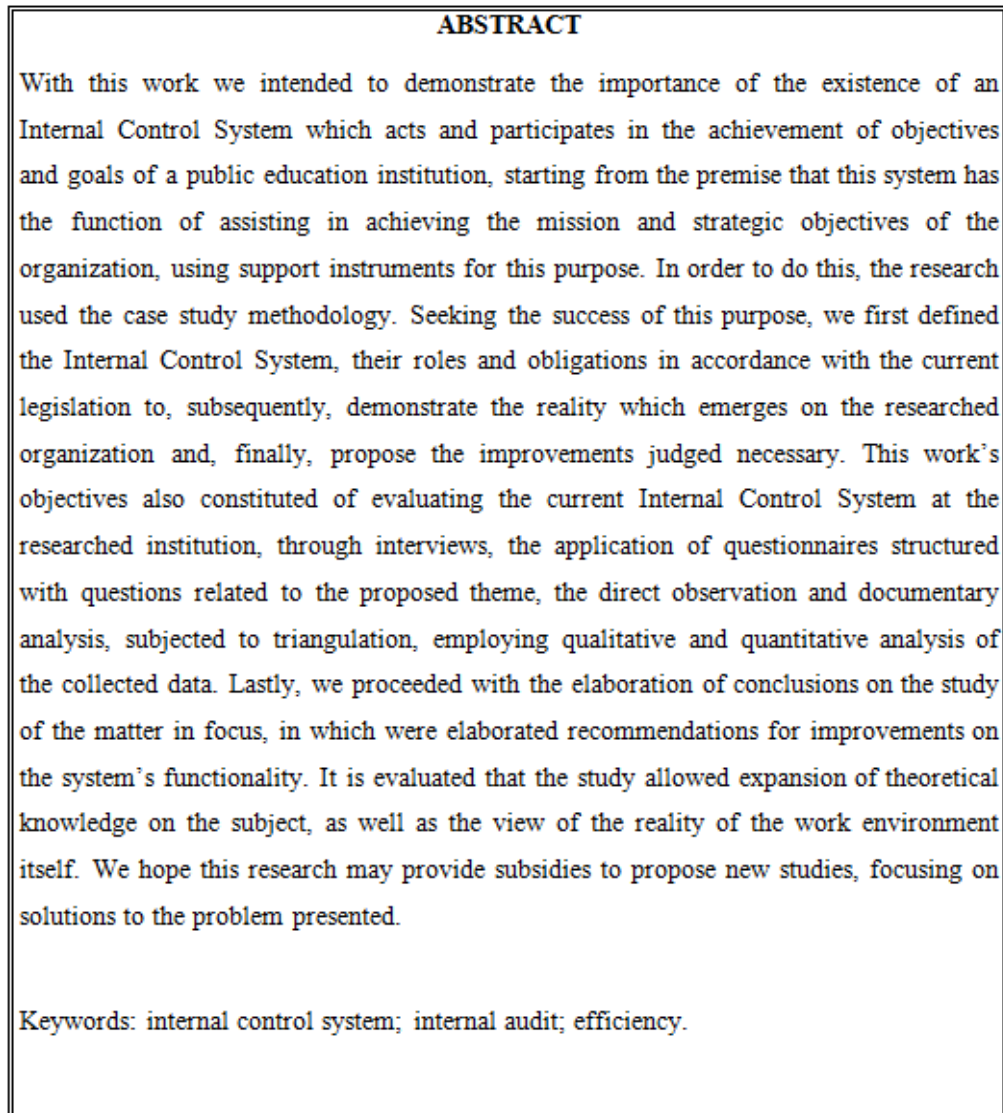 ABSTRACT
With this work we intended to demonstrate the importance of the existence of an
Internal Control System which acts and participates in the achievement of objectives
and goals of a public education institution, starting from the premise that this system has
the function of assisting in achieving the mission and strategic objectives of the
organization, using support instruments for this purpose. In order to do this, the research
used the case study methodology. Seeking the success of this purpose, we first defined
the Internal Control System, their roles and obligations in accordance with the current
legislation to, subsequently, demonstrate the reality which emerges on the researched
organization and, finally, propose the improvements judged necessary. This work’s
objectives also constituted of evaluating the current Internal Control System at the
researched institution, through interviews, the application of questionnaires structured
with questions related to the proposed theme, the direct observation and documentary
analysis, subjected to triangulation, employing qualitative and quantitative analysis of
the collected data. Lastly, we proceeded with the elaboration of conclusions on the study
of the matter in focus, in which were elaborated recommendations for improvements on
the system’s functionality. It is evaluated that the study allowed expansion of theoretical
knowledge on the subject, as well as the view of the reality of the work environment
itself. We hope this research may provide subsidies to propose new studies, focusing on
solutions to the problem presented.
Keywords: internal control system; internal audit; efficiency.